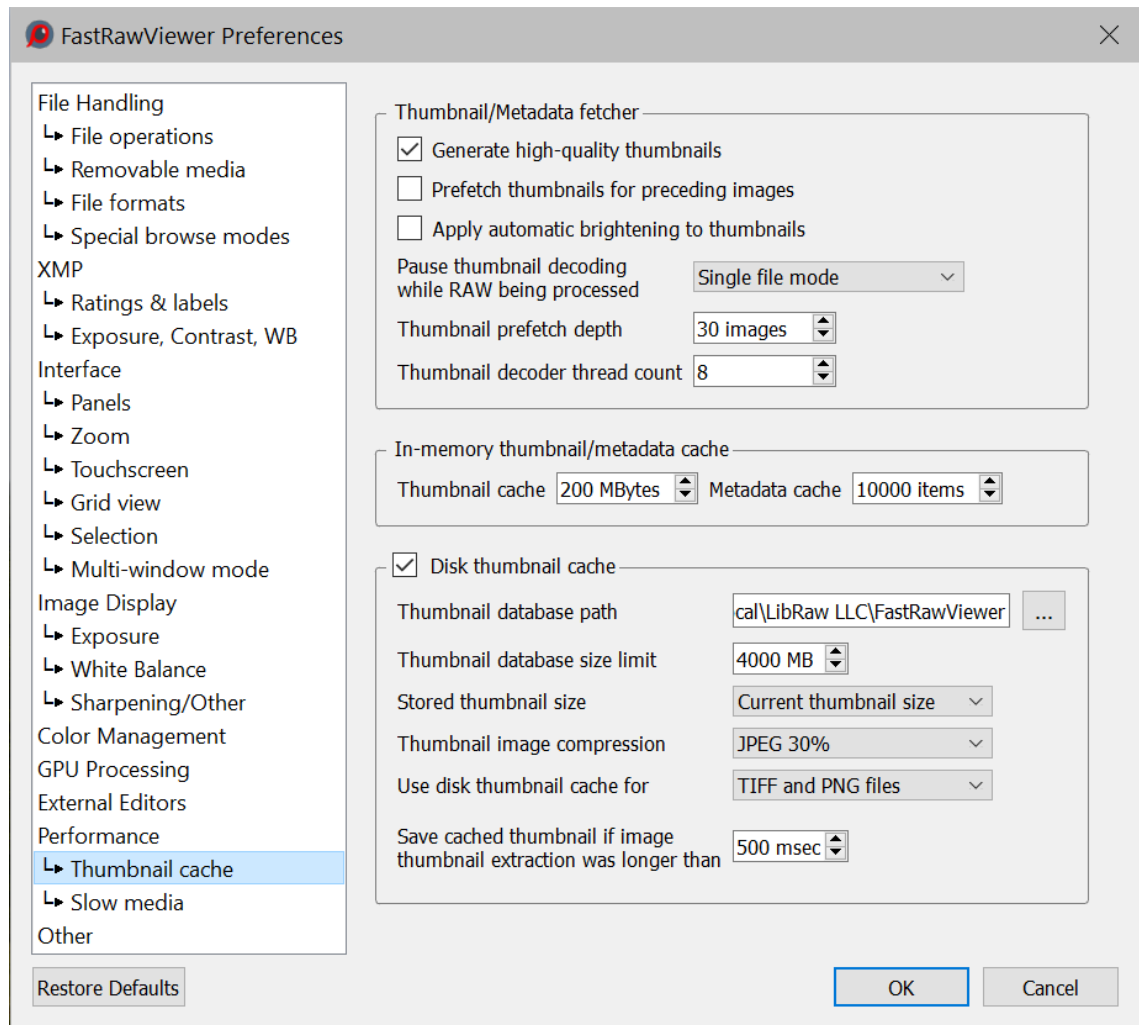 FastRawViewer Preferences
File Handling
File operations
Removable media
File formats
Special browse modes
XMP
Ratings & labels
Exposure, Contrast, WB
Interface
Panels
Zoom
Touchscreen
Grid view
Selection
Multi-window mode
Image Display
Exposure
White Balance
Sharpening/Other
Color Management
GPU Processing
External Editors
Performance
Thumbnail cache
Slow media
Other
Thumbnail/Metadata fetcher
Generate high-quality thumbnails
Prefetch thumbnails for preceding images
Apply automatic brightening to thumbnails
Pause thumbnail decoding
while RAW being processed
Single file mode
Thumbnail prefetch depth 30 images
Thumbnail decoder thread count 8
In-memory thumbnail/metadata cache
Thumbnail cache 200 MBytes Metadata cache 10000 items
Disk thumbnail cache
Thumbnail database path cal\LibRaw LLC\FastRawViewer ...
Thumbnail database size limit 4000 MB
Stored thumbnail size Current thumbnail size
Thumbnail image compression JPEG 30%
Use disk thumbnail cache for TIFF and PNG files
Save cached thumbnail if image
thumbnail extraction was longer than
500 msec
Restore Defaults OK Cancel